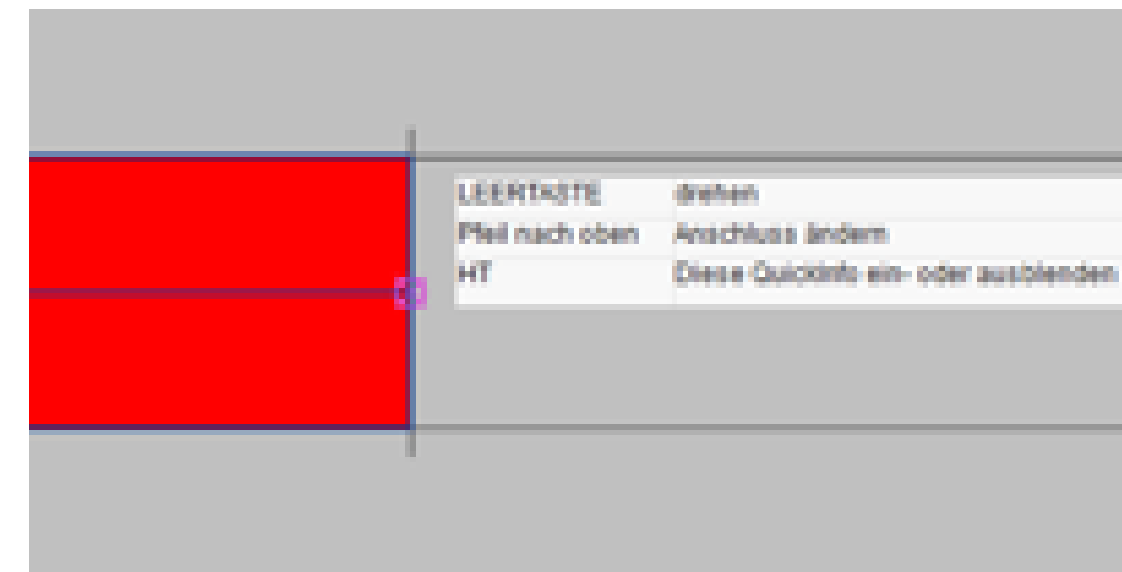 LEERTASTE drehen
Pfeil nach oben Anschluss ändern
HT Diese QuickInfo ein- oder ausblenden